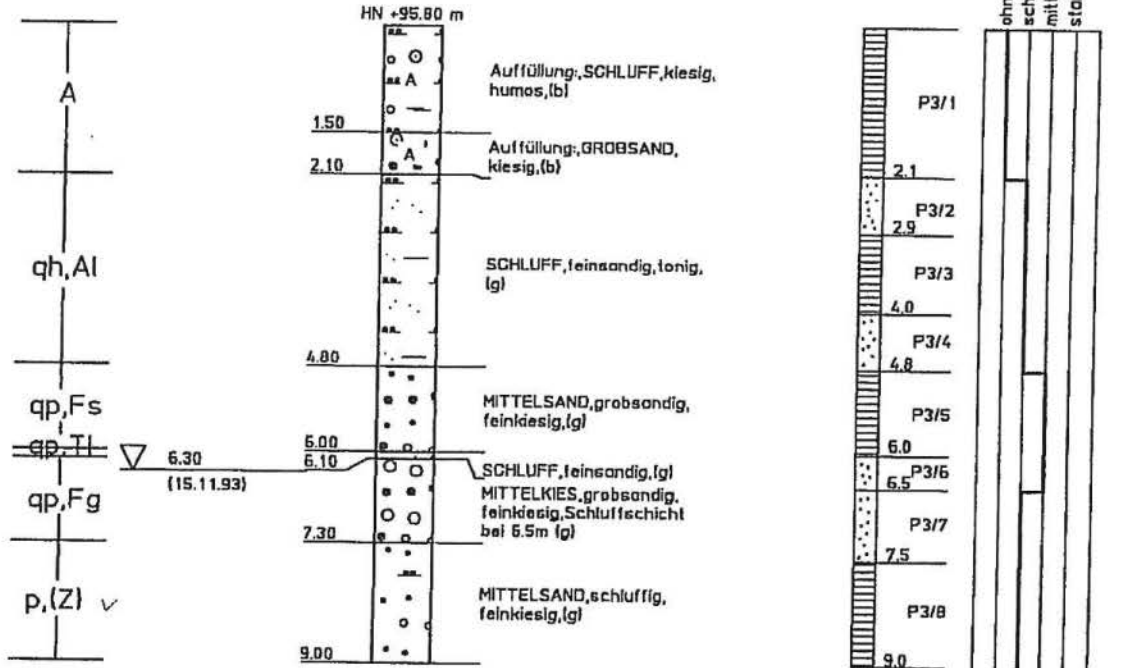 HN +95.80 m
A
qh,Al
qp,Fs
qp,Tl
qp,Fg
p,(Z)
6.30
(15.11.93)
A
A
1.50
2.10
4.80
6.00
6.10
7.30
9.00
Auffüllung:,SCHLUFF,kiesig,
humos,(b)
Auffüllung:,GROBSAND,
kiesig,(b)
SCHLUFF,feinsandig,tonig,
(g)
MITTELSAND,grobsandig,
feinkiesig,(g)
SCHLUFF,feinsandig,(g)
MITTELKIES,grobsandig,
feinkiesig,Schluffschicht
bei 6.5m (g)
MITTELSAND,schluffig,
feinkiesig,(g)
P3/1
2.1
P3/2
2.9
P3/3
4.0
P3/4
4.8
P3/5
6.0
P3/6
6.5
P3/7
7.5
P3/8
9.0